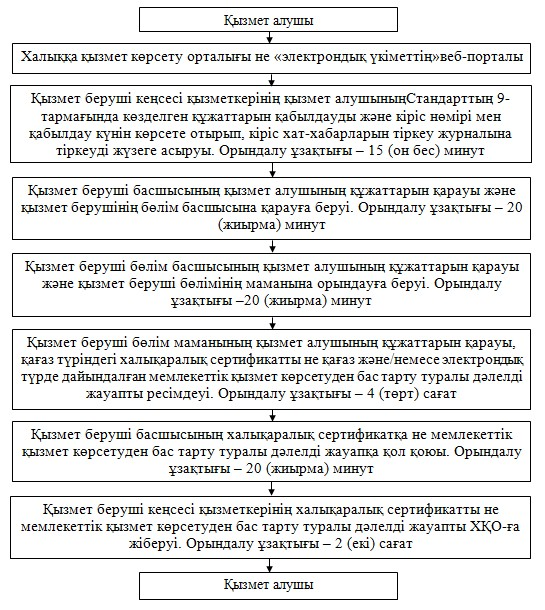 Қызмет алушы
Халыққа қызмет көрсету орталығы не «электрондық үкіметтің»веб-порталы
Қызмет беруші кеңсесі қызметкерінің қызмет алушыныңСтандарттың 9-
тармағында көзделген құжаттарын қабылдауды және кіріс нөмірі мен
қабылдау күнін көрсете отырып, кіріс хат-хабарларын тіркеу журналына
тіркеуді жүзеге асыруы. Орындалу ұзақтығы – 15 (он бес) минут
Қызмет беруші басшысының қызмет алушының құжаттарын қарауы және
қызмет берушінің бөлім басшысына қарауға беруі. Орындалу ұзақтығы – 20
(жиырма) минут
Қызмет беруші бөлім басшысының қызмет алушының құжаттарын қарауы
және қызмет беруші бөлімінің маманына орындауға беруі. Орындалу
ұзақтығы –20 (жиырма) минут
Қызмет беруші бөлім маманының қызмет алушының құжаттарын қарауы,
қағаз түріндегі халықаралық сертификатты не қағаз және/немесе электрондық
түрде дайындалған мемлекеттік қызмет көрсетуден бас тарту туралы дәлелді
жауапты ресімдеуі. Орындалу ұзақтығы – 4 (төрт) сағат
Қызмет беруші басшысының халықаралық сертификатқа не мемлекеттік
қызмет көрсетуден бас тарту туралы дәлелді жауапқа қол қоюы. Орындалу
ұзақтығы – 20 (жиырма) минут
Қызмет беруші кеңсесі қызметкерінің халықаралық сертификатты не
мемлекеттік қызмет көрсетуден бас тарту туралы дәлелді жауапты ХҚО-ға
жіберуі. Орындалу ұзақтығы – 2 (екі) сағат
Қызмет алушы